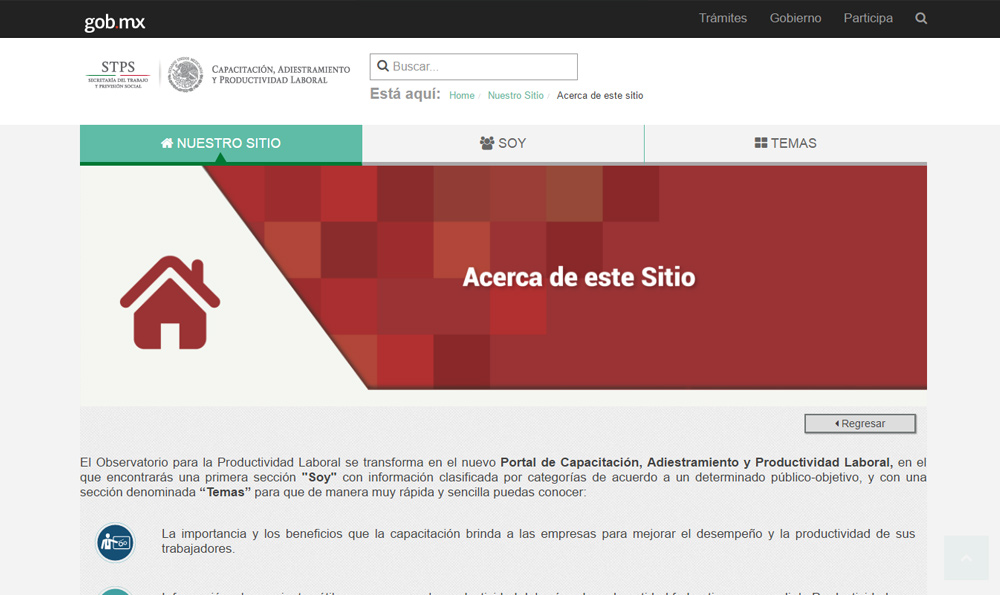 gob.mx
Trámites Gobierno Participa
STPS
SECRETARÍA DEL TRABAJO
Y PREVISIÓN SOCIAL
CAPACITACIÓN, ADIESTRAMIENTO
Y PRODUCTIVIDAD LABORAL
Buscar...
Está aquí: Home / Nuestro Sitio / Acerca de este sitio
NUESTRO SITIO
SOY
TEMAS
Acerca de este Sitio
Regresar
El Observatorio para la Productividad Laboral se transforma en el nuevo Portal de Capacitación, Adiestramiento y Productividad Laboral, en el
que encontrarás una primera sección "Soy" con información clasificada por categorías de acuerdo a un determinado público-objetivo, y con una
sección denominada “Temas” para que de manera muy rápida y sencilla puedas conocer:
La importancia y los beneficios que la capacitación brinda a las empresas para mejorar el desempeño y la productividad de sus
trabajadores.